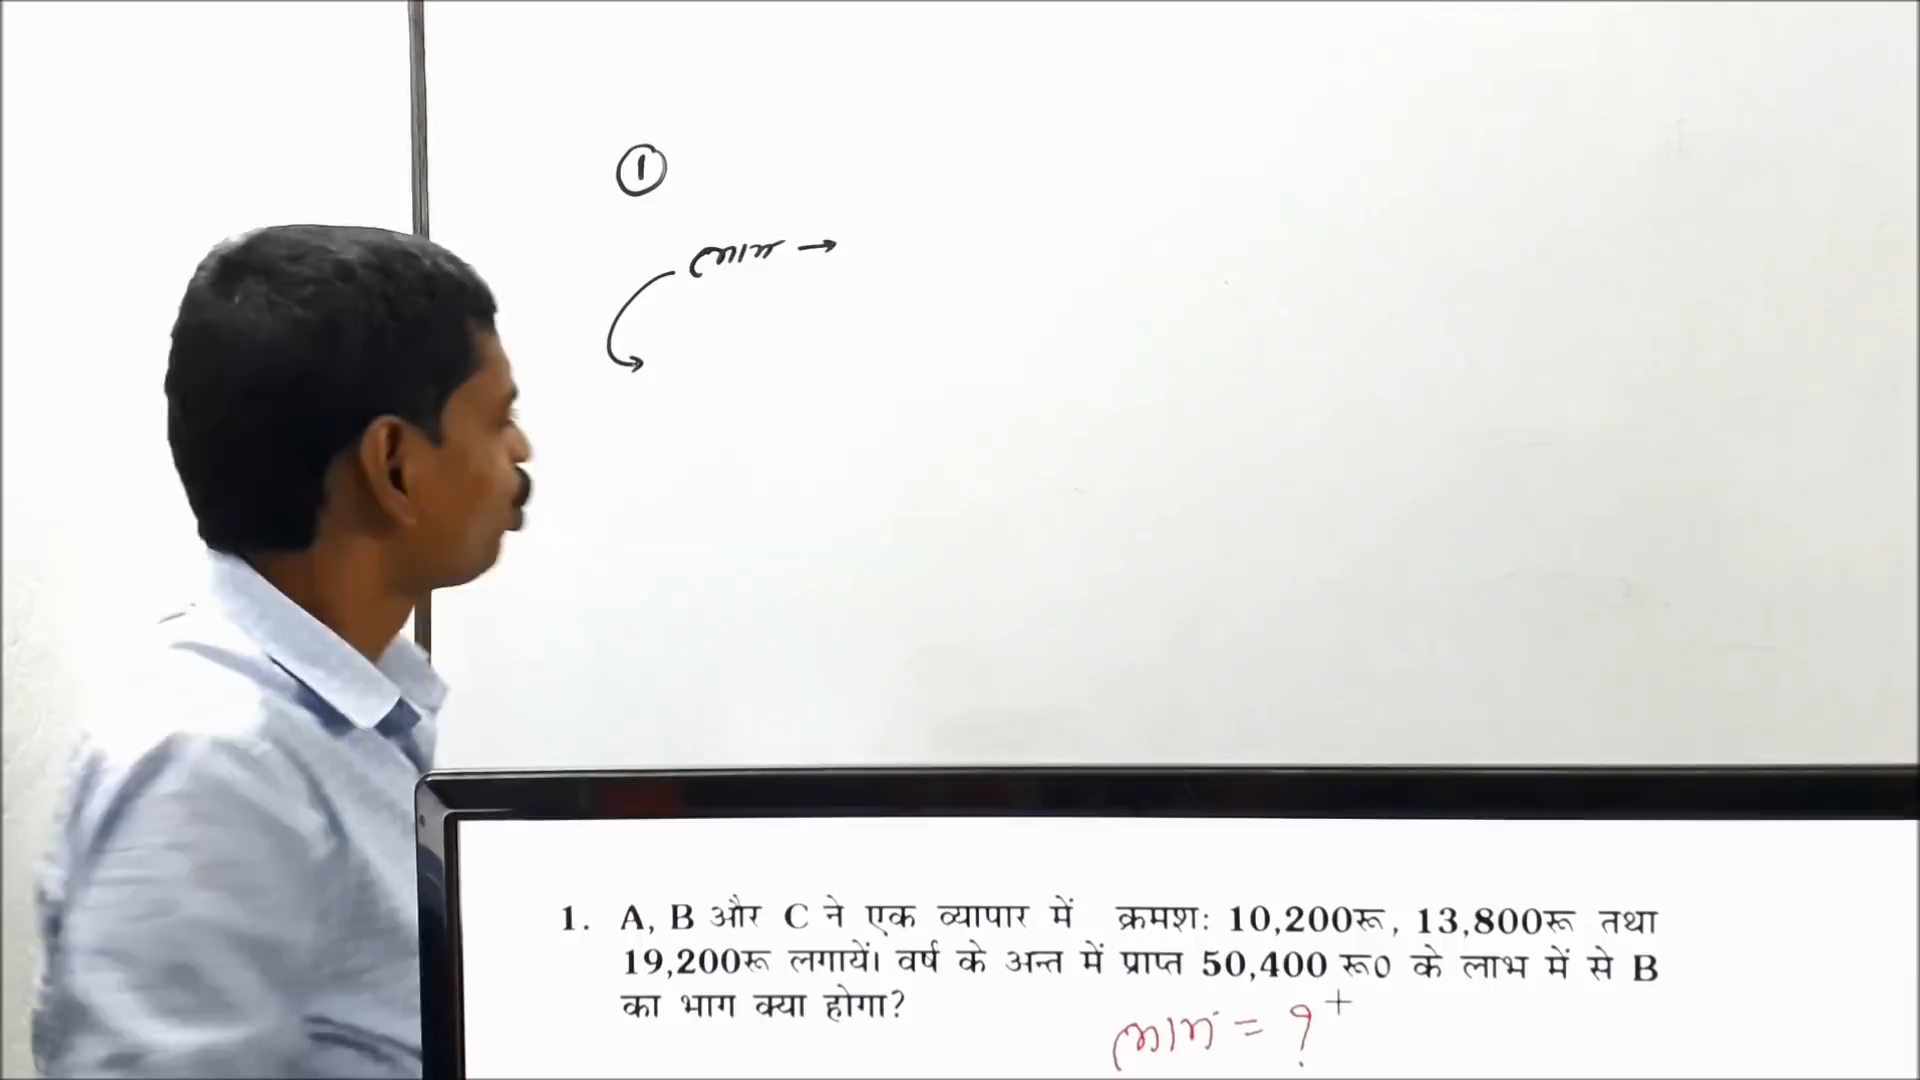 ①
लाभ →
1. A, B और C ने एक व्यापार में क्रमश: 10,200रू, 13,800रू तथा
19,200रू लगायें। वर्ष के अन्त में प्राप्त 50,400 रू0 के लाभ में से B
का भाग क्या होगा?
लाभ = ?